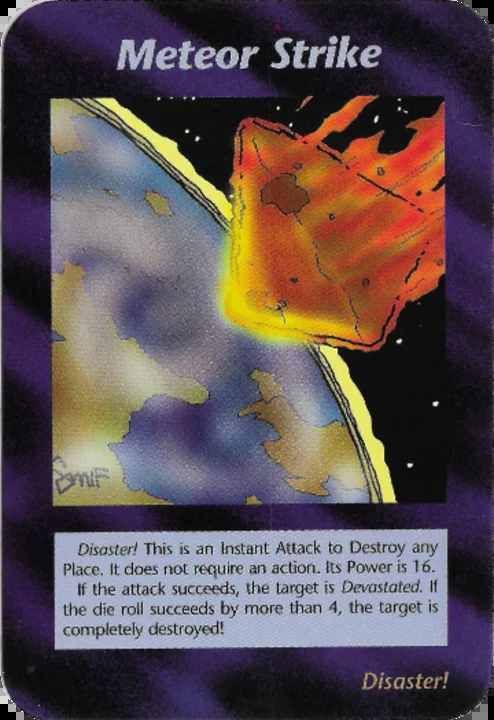 Meteor Strike
SMIF
Disaster! This is an Instant Attack to Destroy any
Place. It does not require an action. Its Power is 16.
If the attack succeeds, the target is Devastated. If
the die roll succeeds by more than 4, the target is
completely destroyed!
Disaster!